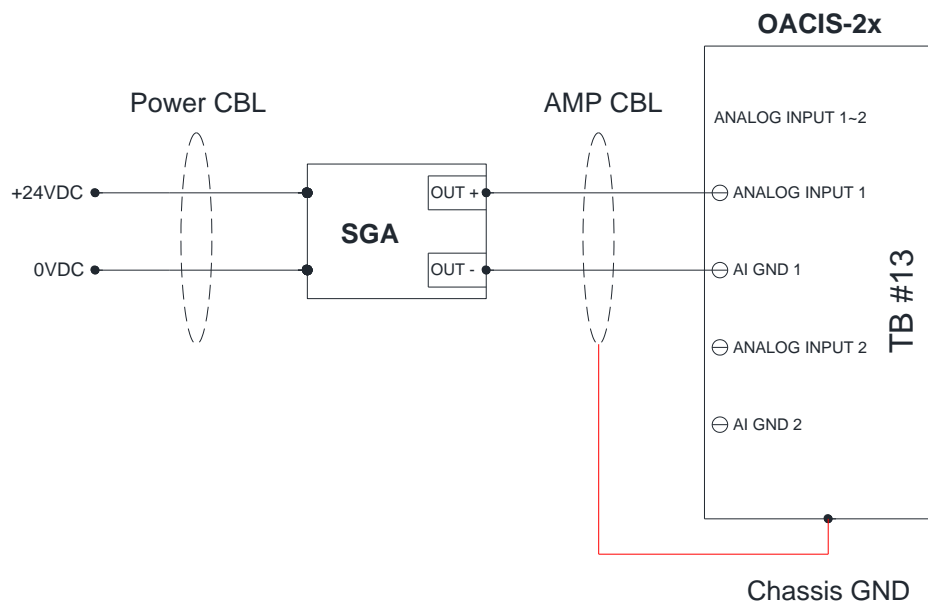 OACIS-2x
Power CBL
AMP CBL
ANALOG INPUT 1~2
+24VDC
OUT +
ANALOG INPUT 1
SGA
0VDC
OUT -
AI GND 1
TB #13
ANALOG INPUT 2
AI GND 2
Chassis GND